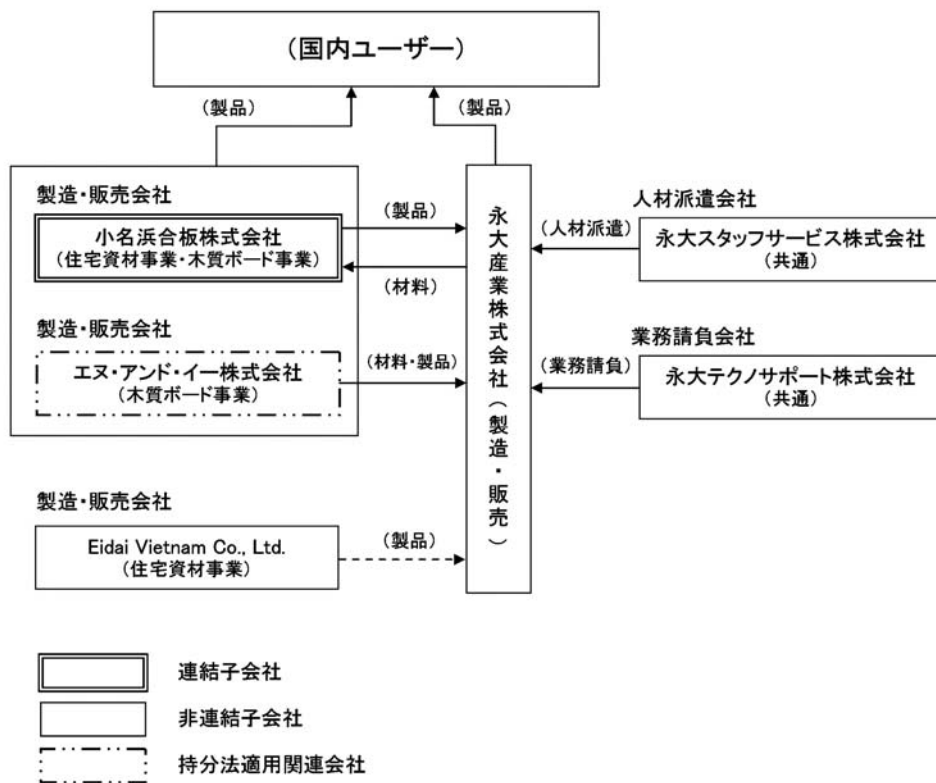 (国内ユーザー)
(製品)
(製品)
製造・販売会社
小名浜合板株式会社
(住宅資材事業・木質ボード事業)
(製品)
(材料)
製造・販売会社
エヌ・アンド・イー株式会社
(木質ボード事業)
(材料・製品)
製造・販売会社
Eidai Vietnam Co., Ltd.
(住宅資材事業)
(製品)
永大産業株式会社(製造・販売)
人材派遣会社
(人材派遣)
永大スタッフサービス株式会社
(共通)
業務請負会社
(業務請負)
永大テクノサポート株式会社
(共通)
連結子会社
非連結子会社
持分法適用関連会社